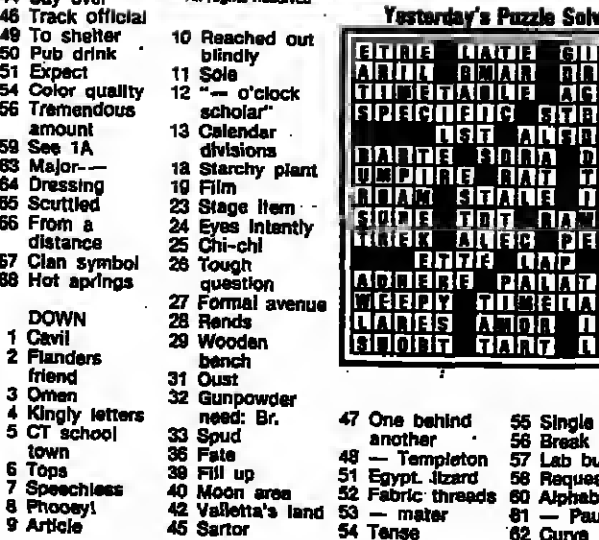 46 Track official
49 To shelter
50 Pub drink
51 Expect
54 Color quality
56 Tremendous
amount
59 See 1A
63 Major--
64 Dressing
65 Scuttled
66 From a
distance
67 Clan symbol
68 Hot springs
DOWN
1 Cavil
2 Flanders
friend
3 Omen
4 Kingly letters
5 CT school
town
6 Tops
7 Speechless
8 Phooey!
9 Article
10 Reached out
blindly
11 Sole
12 "— o'clock
scholar"
13 Calendar
divisions
18 Starchy plant
19 Film
23 Stage item
24 Eyes intently
25 Chi-chi
26 Tough
question
27 Formal avenue
28 Rends
29 Wooden
bench
31 Oust
32 Gunpowder
need: Br.
33 Spud
36 Fate
39 Fill up
40 Moon area
42 Valletta's land
45 Sartor
Yesterday's Puzzle Solv
ETRE LATE GI
ARIL OMAR
TIMETABLE AG
SPECIFIC ST
LST
BARTE
UMPIRE RAT T
ROAM STALE I
SURE TOT RAM
TREK ALEC PE
ETTE LAP
ADHERE PALAT
WEEPY TIMELA
LARES AMOR I
SNORT TART L
47 One behind
another
48 — Templeton
51 Egypt. lizard
52 Fabric threads
53 — mater
54 Tense
55 Single
56 Break
57 Lab bu
58 Reques
60 Alphab
61 — Pau
62 Curve